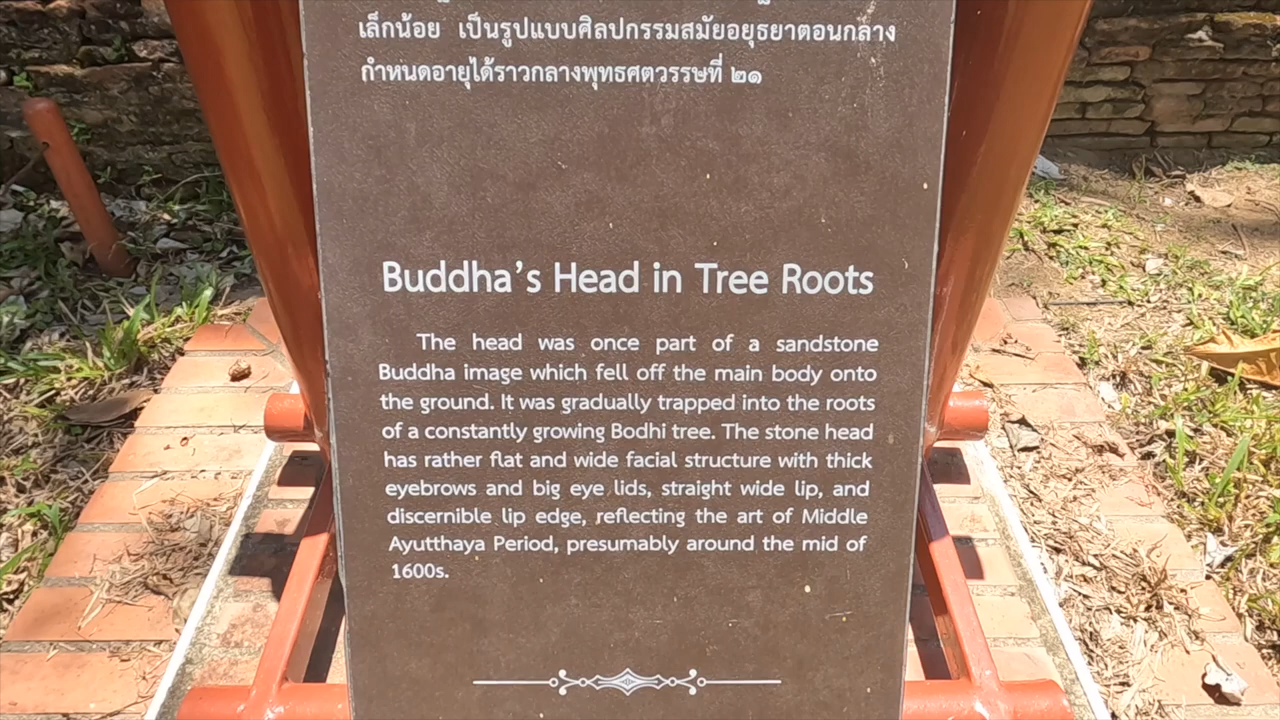 เล็กน้อย เป็นรูปแบบศิลปกรรมสมัยอยุธยาตอนกลาง
กำหนดอายุได้ราวกลางพุทธศตวรรษที่ ๒๑
Buddha's Head in Tree Roots
The head was once part of a sandstone
Buddha image which fell off the main body onto
the ground. It was gradually trapped into the roots
of a constantly growing Bodhi tree. The stone head
has rather flat and wide facial structure with thick
eyebrows and big eye lids, straight wide lip, and
discernible lip edge, reflecting the art of Middle
Ayutthaya Period, presumably around the mid of
1600s.